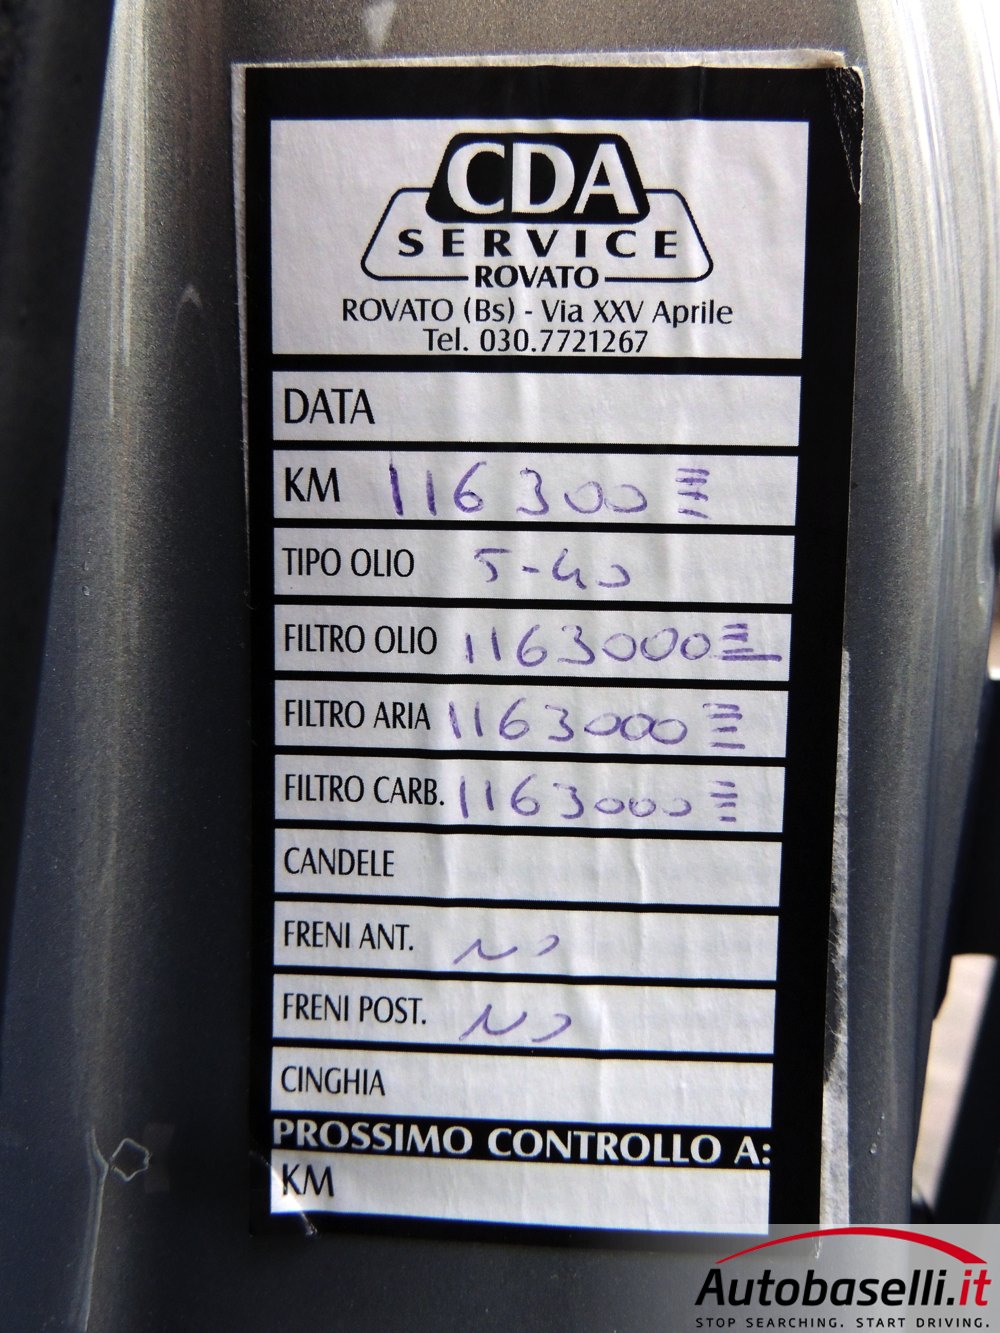 CDA
SERVICE
ROVATO
ROVATO (Bs) - Via XXV Aprile
Tel. 030.7721267
DATA
KM 116300
TIPO OLIO 5-40
FILTRO OLIO 1163000
FILTRO ARIA 1163000
FILTRO CARB. 1163000
CANDELE
FRENI ANT. NO
FRENI POST. NO
CINGHIA
PROSSIMO CONTROLLO A:
KM
Autobaselli.it
STOP SEARCHING. START DRIVING.